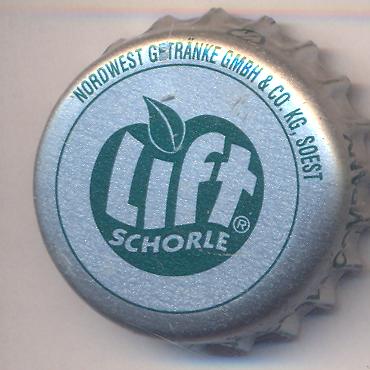 NORDWEST GETRÄNKE GMBH & CO. KG, SOEST
Lift
SCHORLE ®